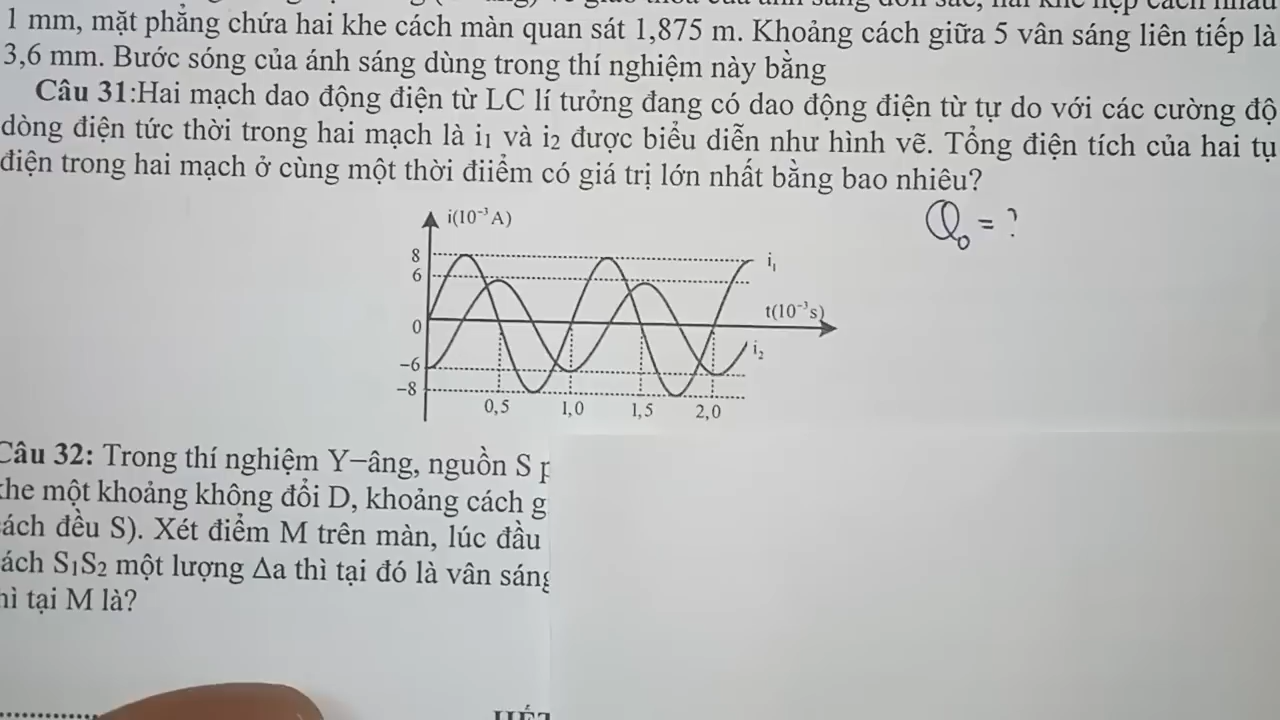 1 mm, mặt phẳng chứa hai khe cách màn quan sát 1,875 m. Khoảng cách giữa 5 vân sáng liên tiếp là
3,6 mm. Bước sóng của ánh sáng dùng trong thí nghiệm này bằng
Câu 31:Hai mạch dao động điện từ LC lí tưởng đang có dao động điện từ tự do với các cường độ
dòng điện tức thời trong hai mạch là i₁ và i₂ được biểu diễn như hình vẽ. Tổng điện tích của hai tụ
điện trong hai mạch ở cùng một thời điiểm có giá trị lớn nhất bằng bao nhiêu?
Q₀ = ?
i(10⁻³A)
8
6
0
−6
−8
i₁
t(10⁻³s)
i₂
0,5 1,0 1,5 2,0
Câu 32: Trong thí nghiệm Y−âng, nguồn S
khe một khoảng không đổi D, khoảng cách g
cách đều S). Xét điểm M trên màn, lúc đầu
cách S₁S₂ một lượng Δa thì tại đó là vân sáng
hì tại M là?